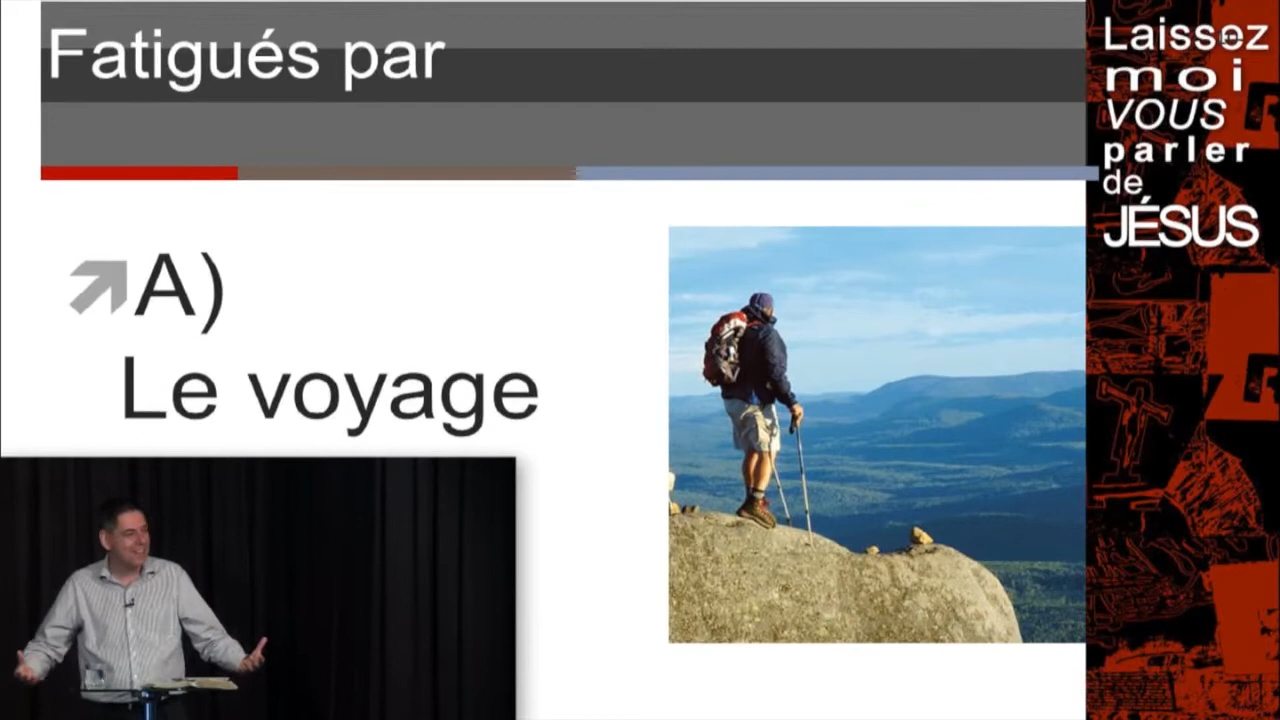 Fatigués par
A)
Le voyage
Laissez
moi
VOUS
parler
de
JÉSUS